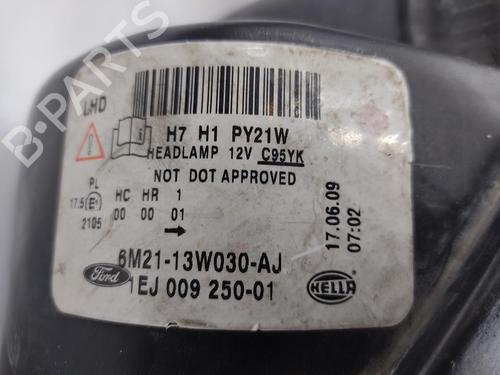 LHD
H7 H1 PY21W
HEADLAMP 12V C95YK
NOT DOT APPROVED
PL HC HR 1
17.5 E1 00 00 01
2105
17.06.09
07:02
6M21-13W030-AJ
Ford
1EJ 009 250-01
HELLA
B-PARTS